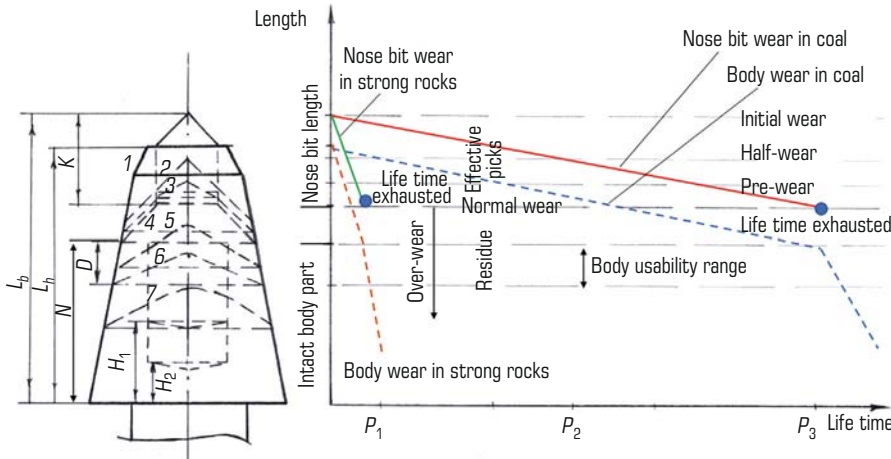 Length
Nose bit wear
in strong rocks
Nose bit wear in coal
Body wear in coal
Initial wear
Half-wear
Pre-wear
Nose bit length
Effective
picks
Life time
exhausted
Normal wear
Life time exhausted
Over-wear
Residue
Body usability range
Intact body part
Body wear in strong rocks
P1
P2
P3
Life time
Lb
Lh
K
N
D
H1
H2
1
2
3
4
5
6
7